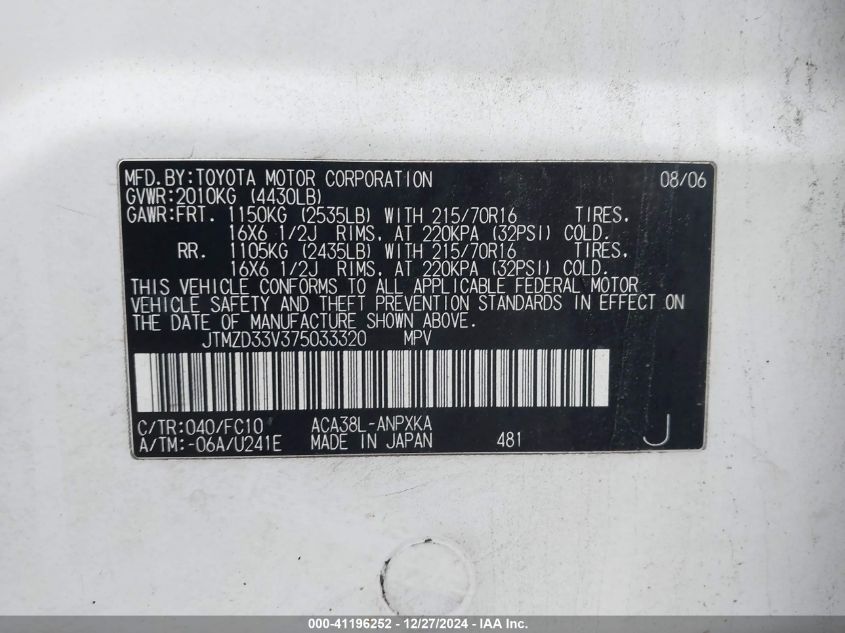 MFD.BY:TOYOTA MOTOR CORPORATION 08/06
GVWR:2010KG (4430LB)
GAWR:FRT. 1150KG (2535LB) WITH 215/70R16 TIRES,
16X6 1/2J RIMS, AT 220KPA (32PSI) COLD.
RR. 1105KG (2435LB) WITH 215/70R16 TIRES,
16X6 1/2J RIMS, AT 220KPA (32PSI) COLD.
THIS VEHICLE CONFORMS TO ALL APPLICABLE FEDERAL MOTOR
VEHICLE SAFETY AND THEFT PREVENTION STANDARDS IN EFFECT ON
THE DATE OF MANUFACTURE SHOWN ABOVE.
JTMZD33V375033320 MPV
C/TR:040/FC10 ACA38L-ANPXKA
A/TM:-06A/U241E MADE IN JAPAN 481 J
000-41196252 - 12/27/2024 - IAA Inc.